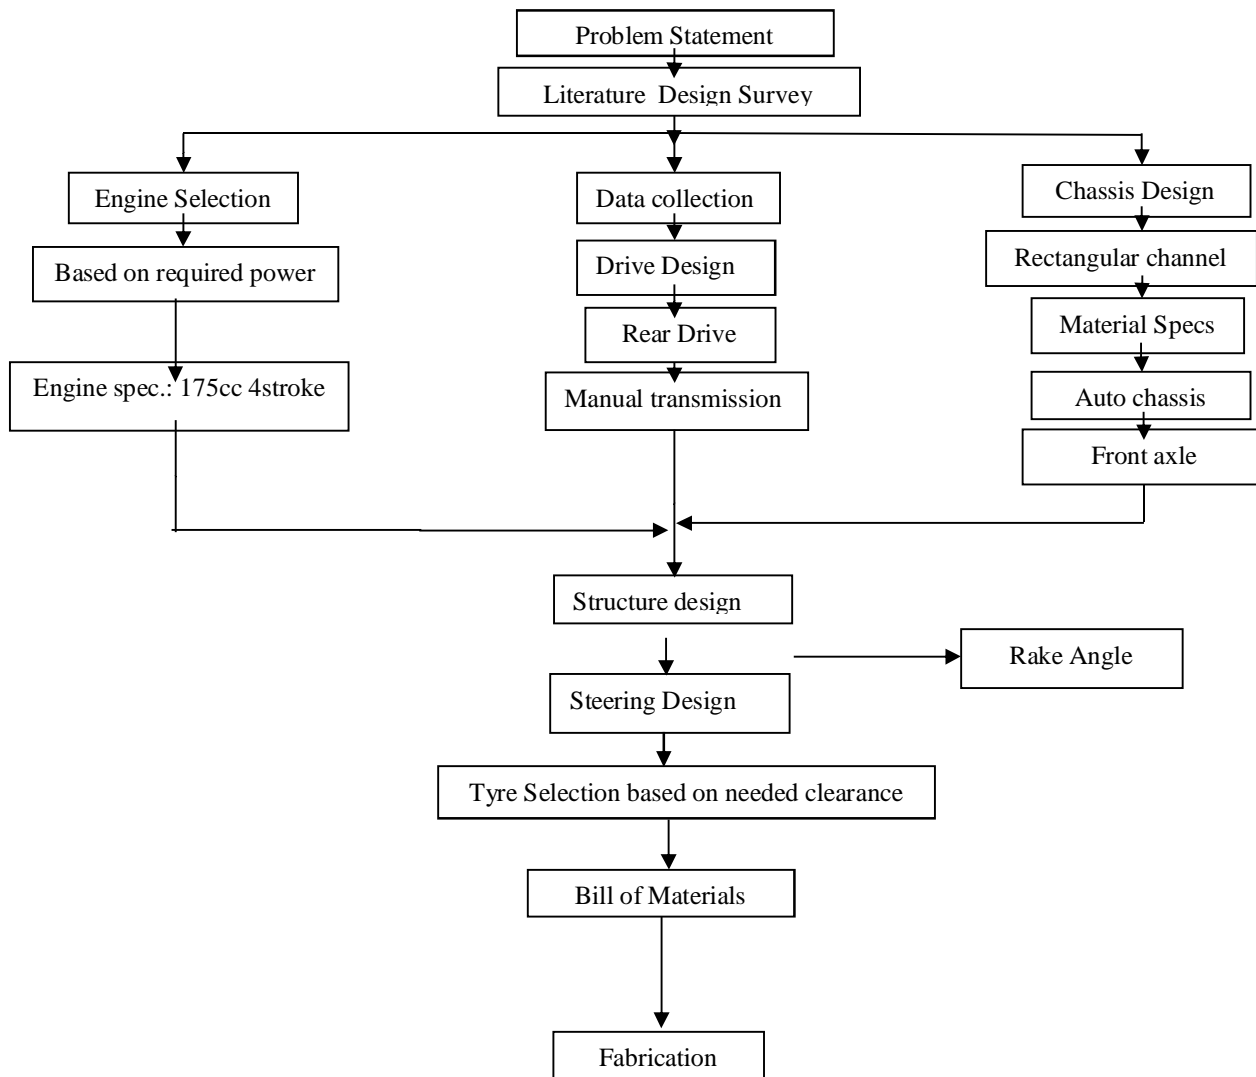 Problem Statement
Literature Design Survey
Engine Selection
Data collection
Chassis Design
Based on required power
Drive Design
Rectangular channel
Rear Drive
Material Specs
Engine spec.: 175cc 4stroke
Manual transmission
Auto chassis
Front axle
Structure design
Rake Angle
Steering Design
Tyre Selection based on needed clearance
Bill of Materials
Fabrication